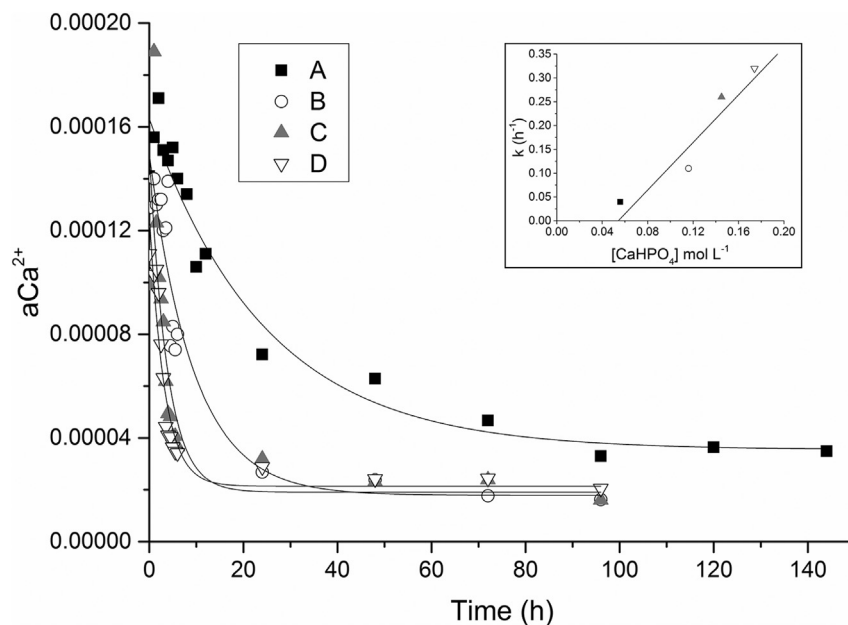 0.00020
0.00016
0.00012
0.00008
0.00004
0.00000
aCa²⁺
A
B
C
D
0.35
0.30
0.25
0.20
0.15
0.10
0.05
0.00
k (h⁻¹)
0.00 0.04 0.08 0.12 0.16 0.20
[CaHPO₄] mol L⁻¹
0 20 40 60 80 100 120 140
Time (h)